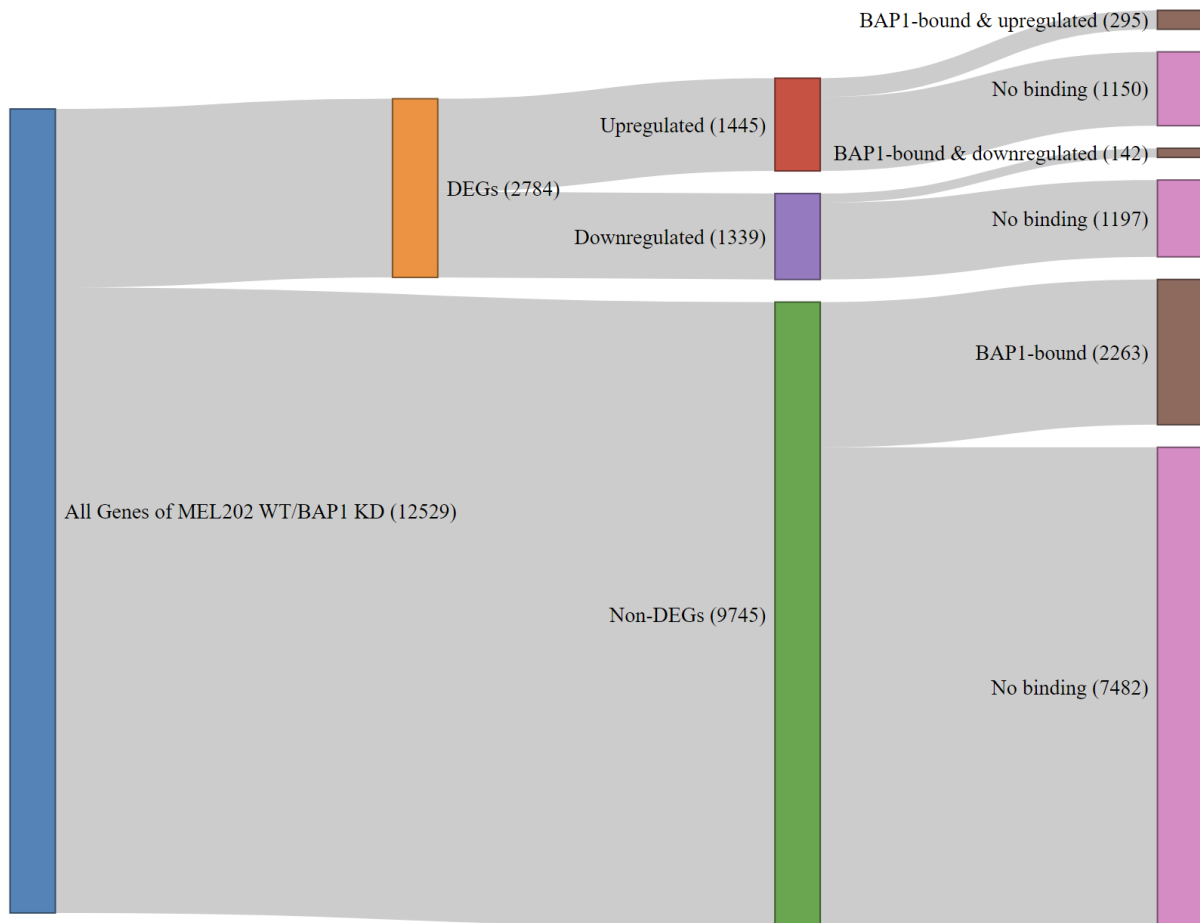 BAP1-bound & upregulated (295)
No binding (1150)
Upregulated (1445)
BAP1-bound & downregulated (142)
DEGs (2784)
No binding (1197)
Downregulated (1339)
BAP1-bound (2263)
All Genes of MEL202 WT/BAP1 KD (12529)
Non-DEGs (9745)
No binding (7482)